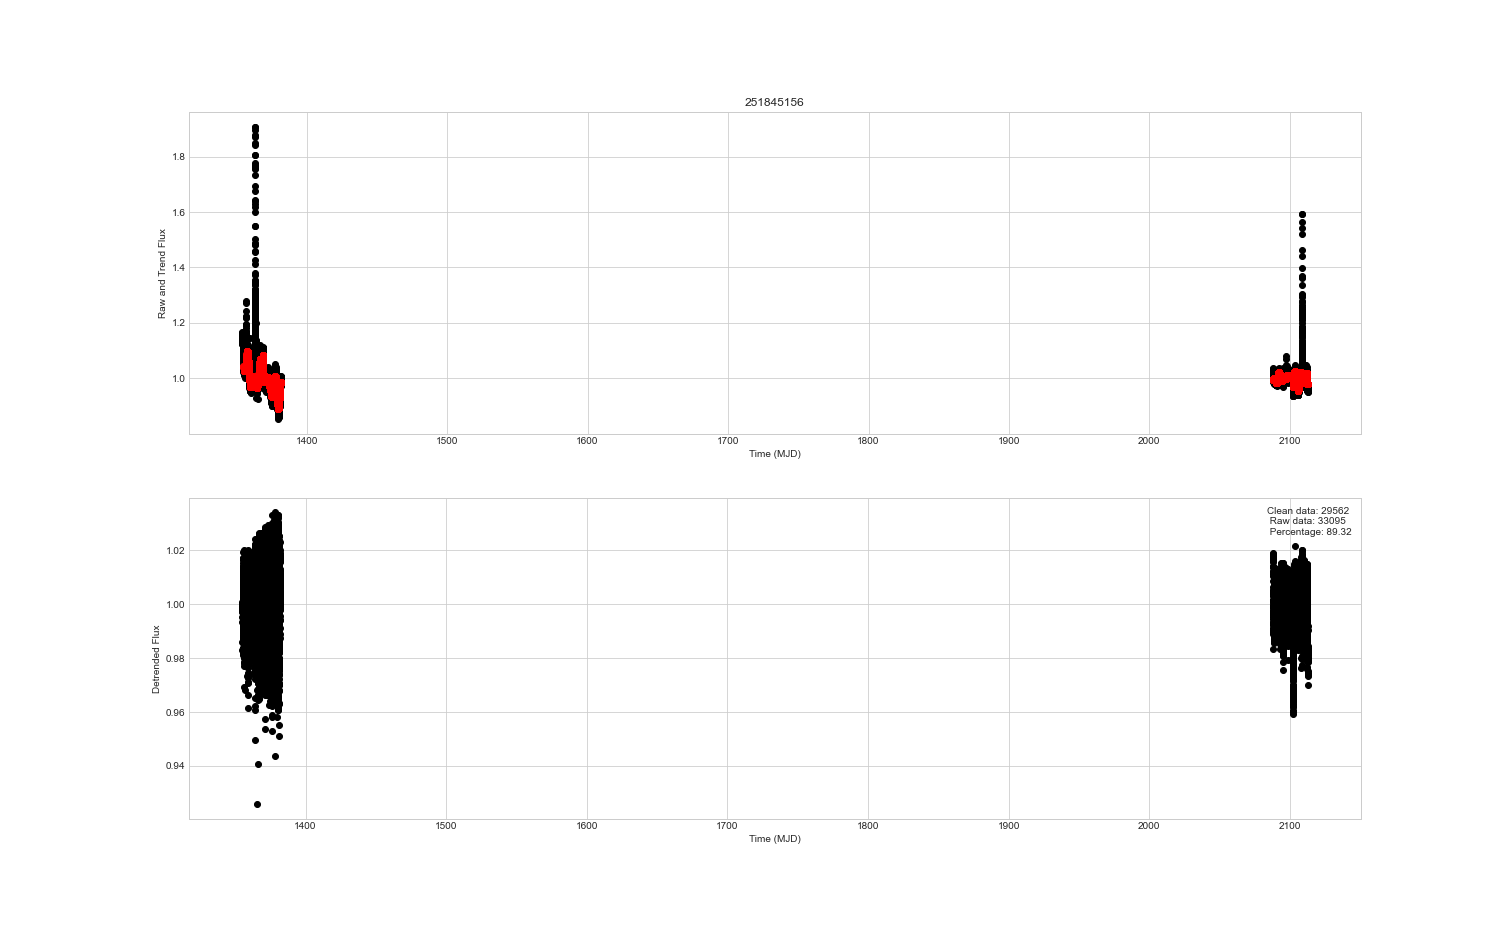 251845156
1.8
1.6
1.4
1.2
1.0
Raw and Trend Flux
1400 1500 1600 1700 1800 1900 2000 2100
Time (MJD)
Clean data: 29562
Raw data: 33095
Percentage: 89.32
1.02
1.00
0.98
0.96
0.94
Detrended Flux
1400 1500 1600 1700 1800 1900 2000 2100
Time (MJD)